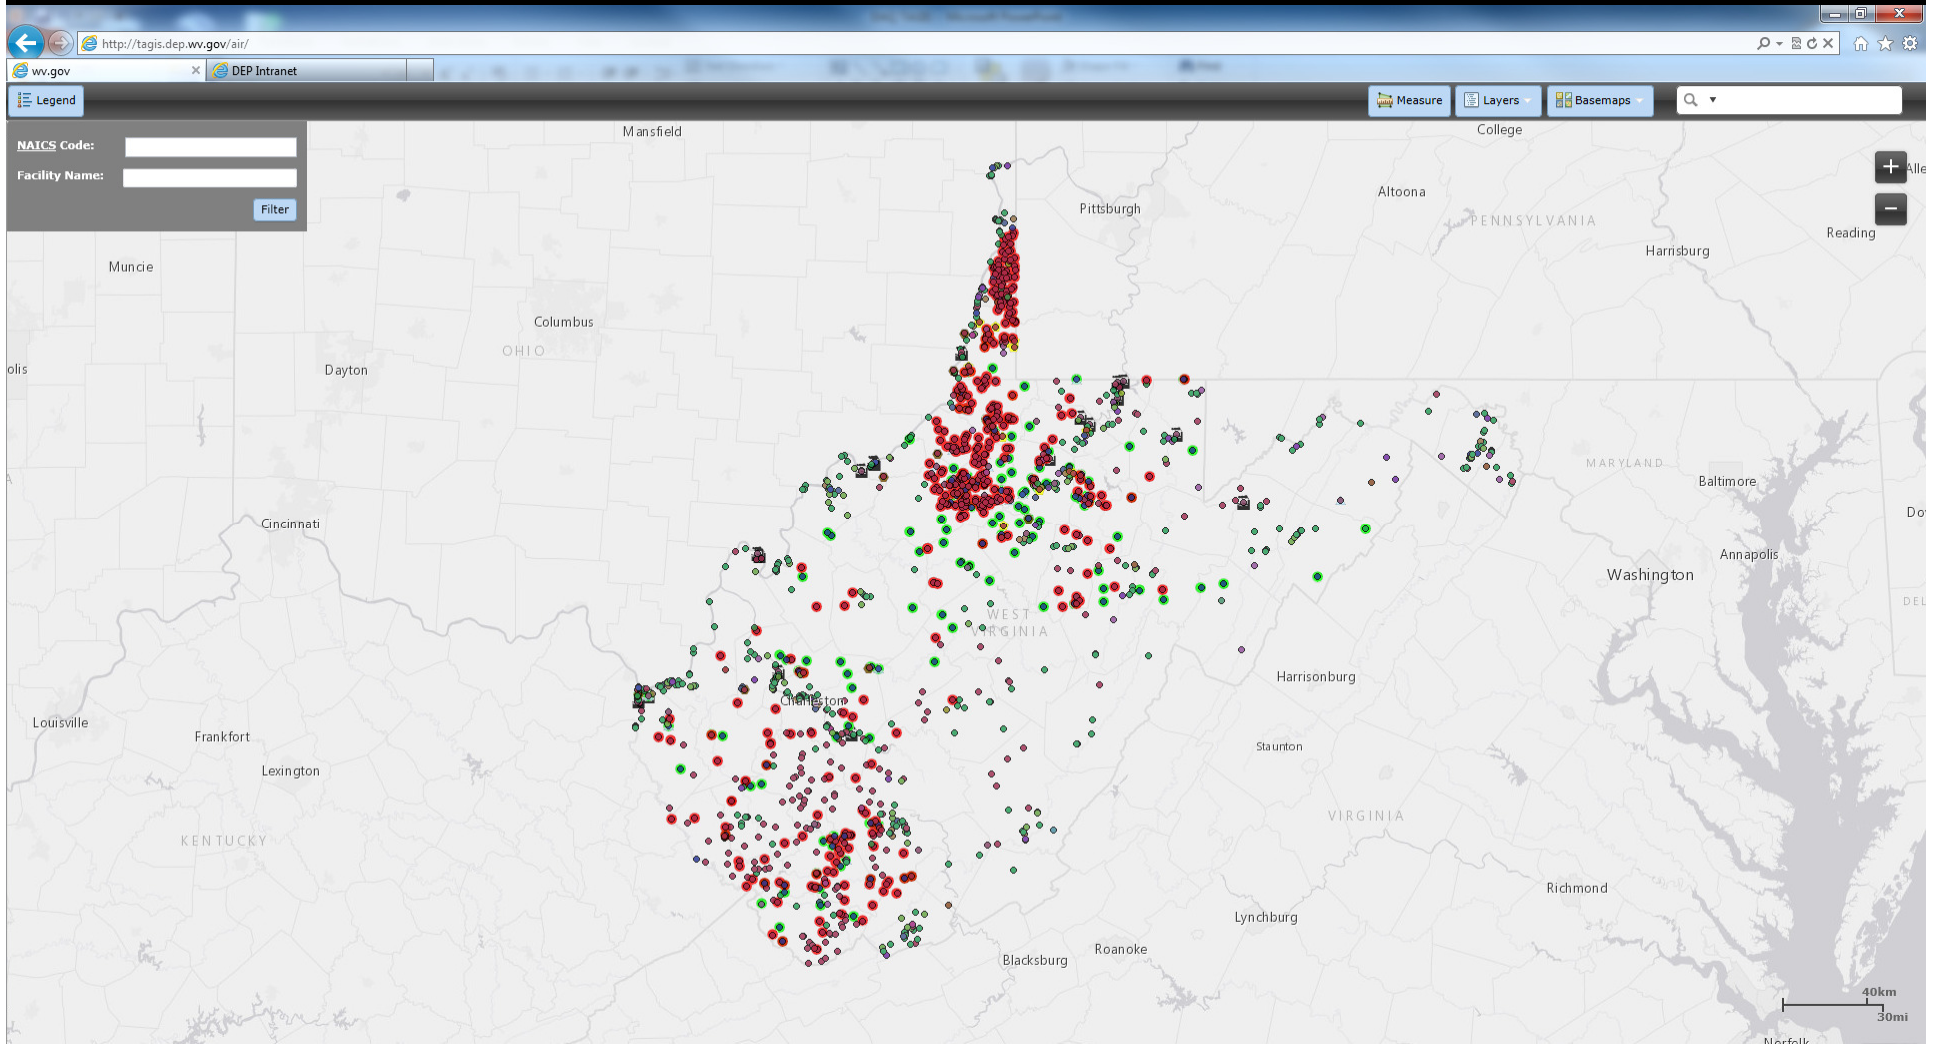 http://tagis.dep.wv.gov/air/
wv.gov
DEP Intranet
Legend
Measure
Layers
Basemaps
NAICS Code:
Facility Name:
Filter
Mansfield
College
Alle
Altoona
Pittsburgh
PENNSYLVANIA
Reading
Harrisburg
Muncie
Columbus
OHIO
olis
Dayton
MARYLAND
Baltimore
Do
Cincinnati
Annapolis
Washington
DEL
WEST
VIRGINIA
Harrisonburg
Charleston
Louisville
Frankfort
Staunton
Lexington
VIRGINIA
KENTUCKY
Richmond
Lynchburg
Roanoke
Blacksburg
40km
30mi
Norfolk